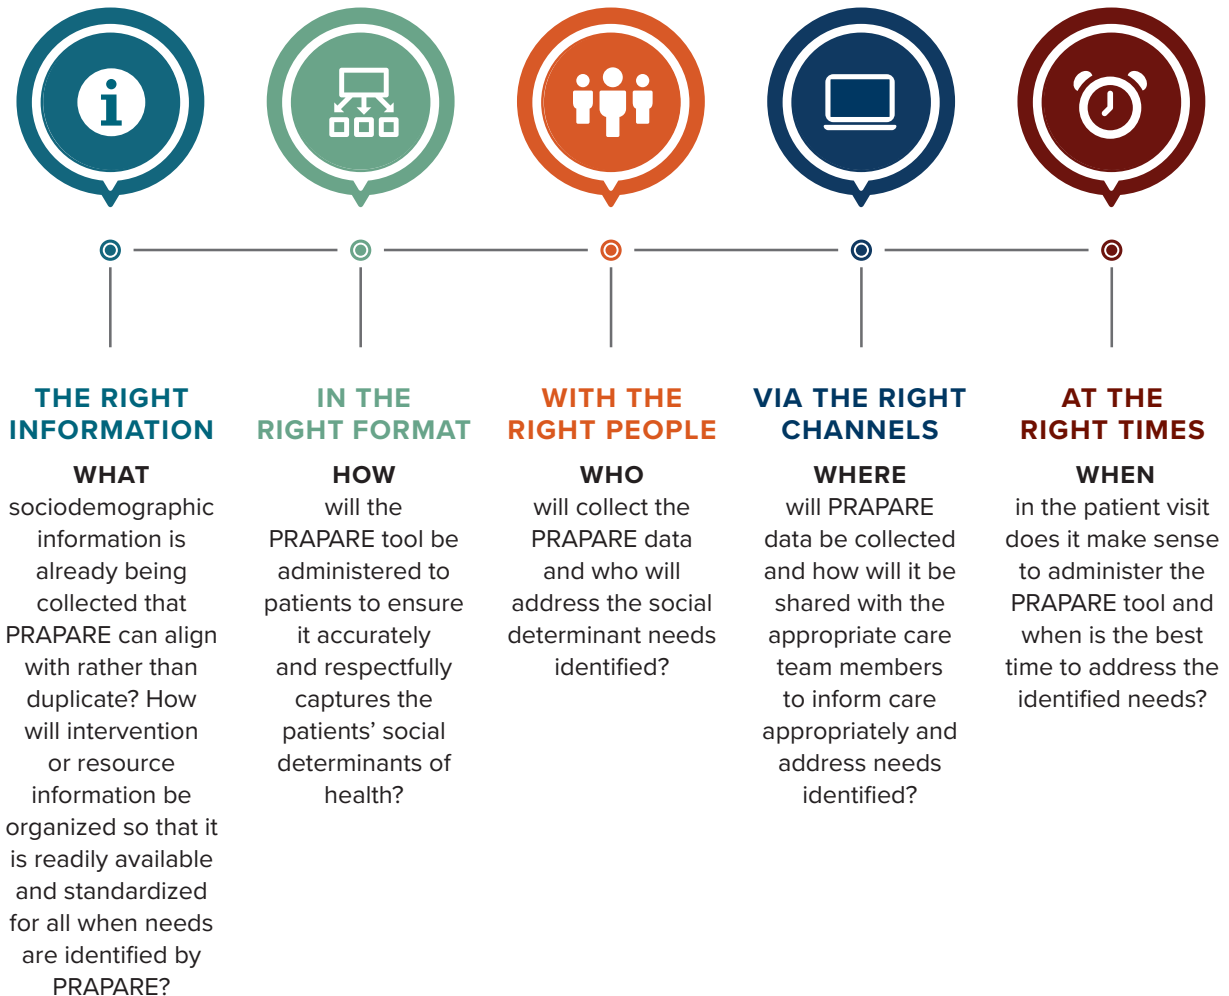 THE RIGHT
INFORMATION
WHAT
sociodemographic
information is
already being
collected that
PRAPARE can align
with rather than
duplicate? How
will intervention
or resource
information be
organized so that it
is readily available
and standardized
for all when needs
are identified by
PRAPARE?
IN THE
RIGHT FORMAT
HOW
will the
PRAPARE tool be
administered to
patients to ensure
it accurately
and respectfully
captures the
patients’ social
determinants of
health?
WITH THE
RIGHT PEOPLE
WHO
will collect the
PRAPARE data
and who will
address the social
determinant needs
identified?
VIA THE RIGHT
CHANNELS
WHERE
will PRAPARE
data be collected
and how will it be
shared with the
appropriate care
team members
to inform care
appropriately and
address needs
identified?
AT THE
RIGHT TIMES
WHEN
in the patient visit
does it make sense
to administer the
PRAPARE tool and
when is the best
time to address the
identified needs?